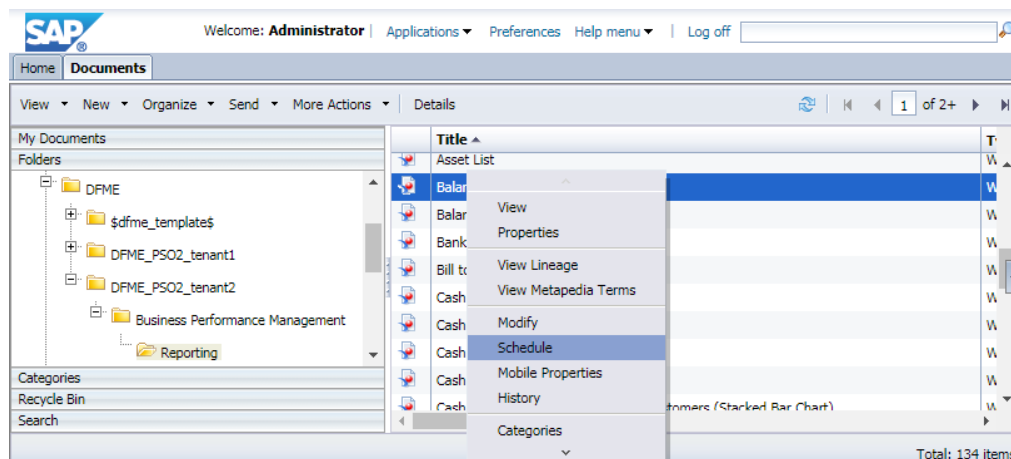 SAP®
Welcome: Administrator | Applications Preferences Help menu | Log off
Home Documents
View New Organize Send More Actions Details 1 of 2+
My Documents
Folders
DFME
$dfme_template$
DFME_PSO2_tenant1
DFME_PSO2_tenant2
Business Performance Management
Reporting
Categories
Recycle Bin
Search
Title
Asset List
Balar
Balar
Bank
Bill to
Cash
Cash
Cash
Cash
Cash
tomers (Stacked Bar Chart)
View
Properties
View Lineage
View Metapedia Terms
Modify
Schedule
Mobile Properties
History
Categories
Total: 134 items